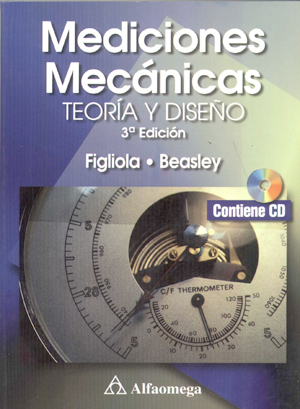 Mediciones
Mecánicas
TEORÍA Y DISEÑO
3ª Edición
Figliola • Beasley
Contiene CD
C/F THERMOMETER
Alfaomega